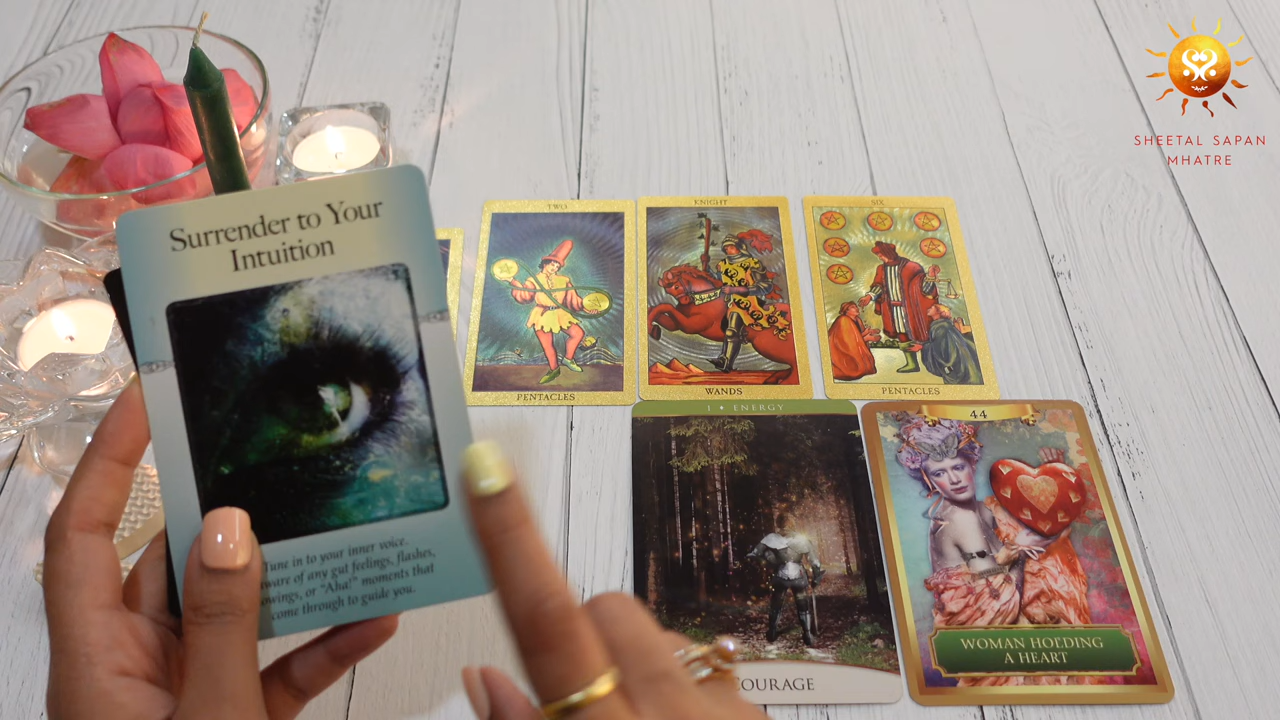 SHEETAL SAPAN
MHATRE
Surrender to Your
Intuition
Tune in to your inner voice.
aware of any gut feelings, flashes,
owings, or "Aha!" moments that
come through to guide you.
TWO
PENTACLES
KNIGHT
WANDS
SIX
PENTACLES
1 ♦ ENERGY
COURAGE
44
WOMAN HOLDING
A HEART